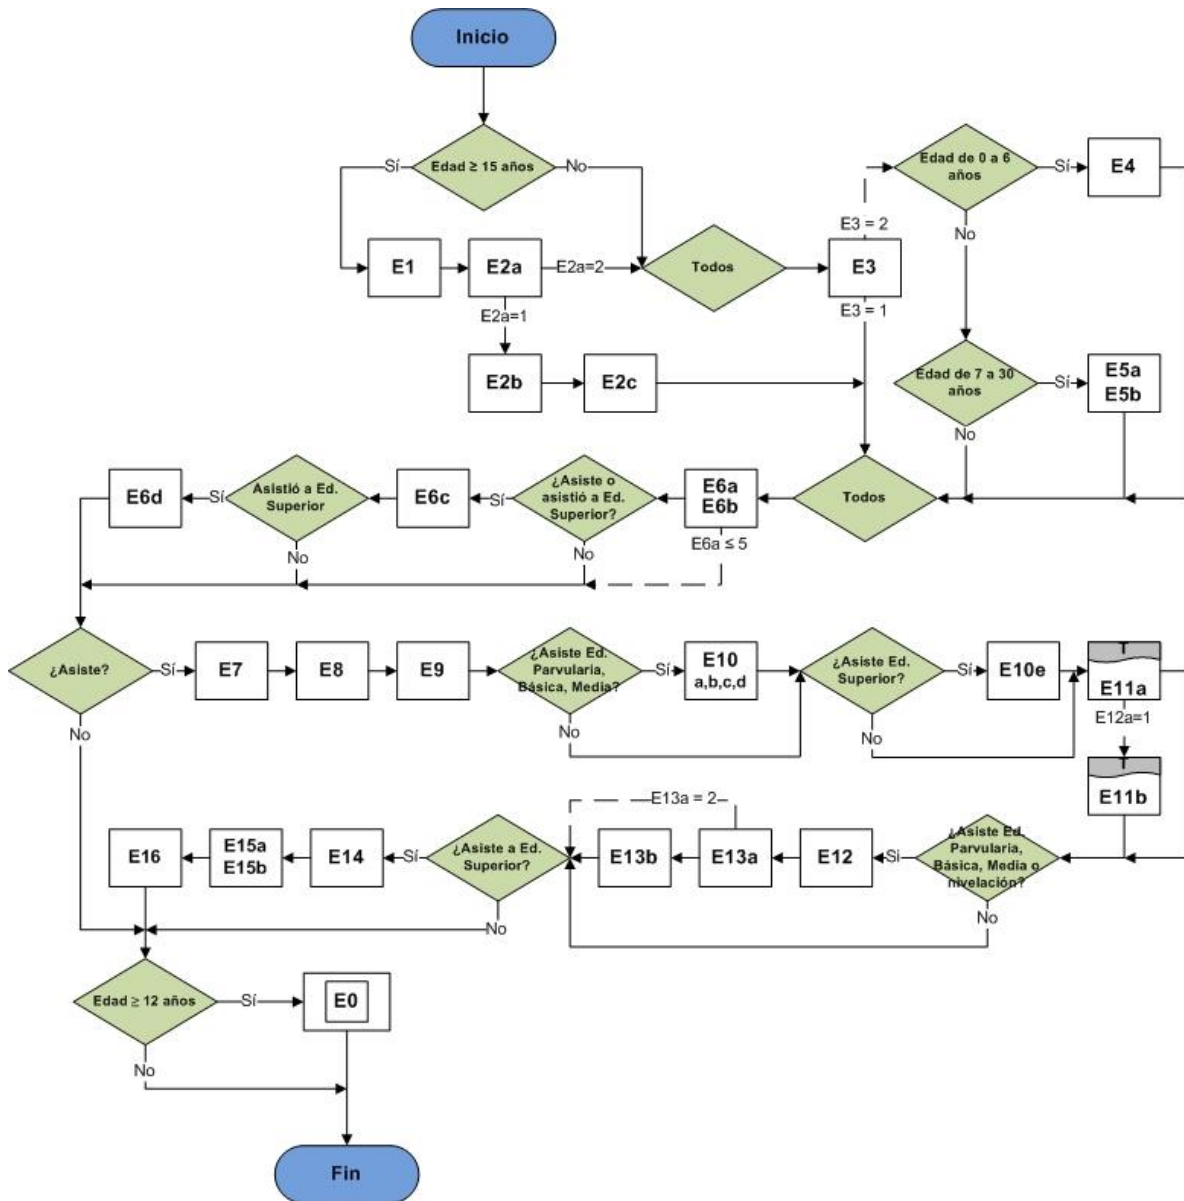 Inicio
Edad ≥ 15 años
Sí
No
Edad de 0 a 6
años
Sí
E4
No
E3 = 2
E1
E2a
E2a=2
Todos
E3
E3 = 1
E2a=1
E2b
E2c
Edad de 7 a 30
años
Sí
E5a
E5b
No
E6d
Sí
Asistió a Ed.
Superior
E6c
Sí
¿Asiste o
asistió a Ed.
Superior?
E6a
E6b
Todos
E6a ≤ 5
No
No
¿Asiste?
Sí
E7
E8
E9
¿Asiste Ed.
Parvularia,
Básica, Media?
Sí
E10
a,b,c,d
¿Asiste Ed.
Superior?
Sí
E10e
T
E11a
E12a=1
No
No
No
T
E11b
E13a = 2
E16
E15a
E15b
E14
Sí
¿Asiste a Ed.
Superior?
E13b
E13a
E12
Si
¿Asiste Ed.
Parvularia,
Básica, Media o
nivelación?
No
No
Edad ≥ 12 años
Sí
E0
No
Fin